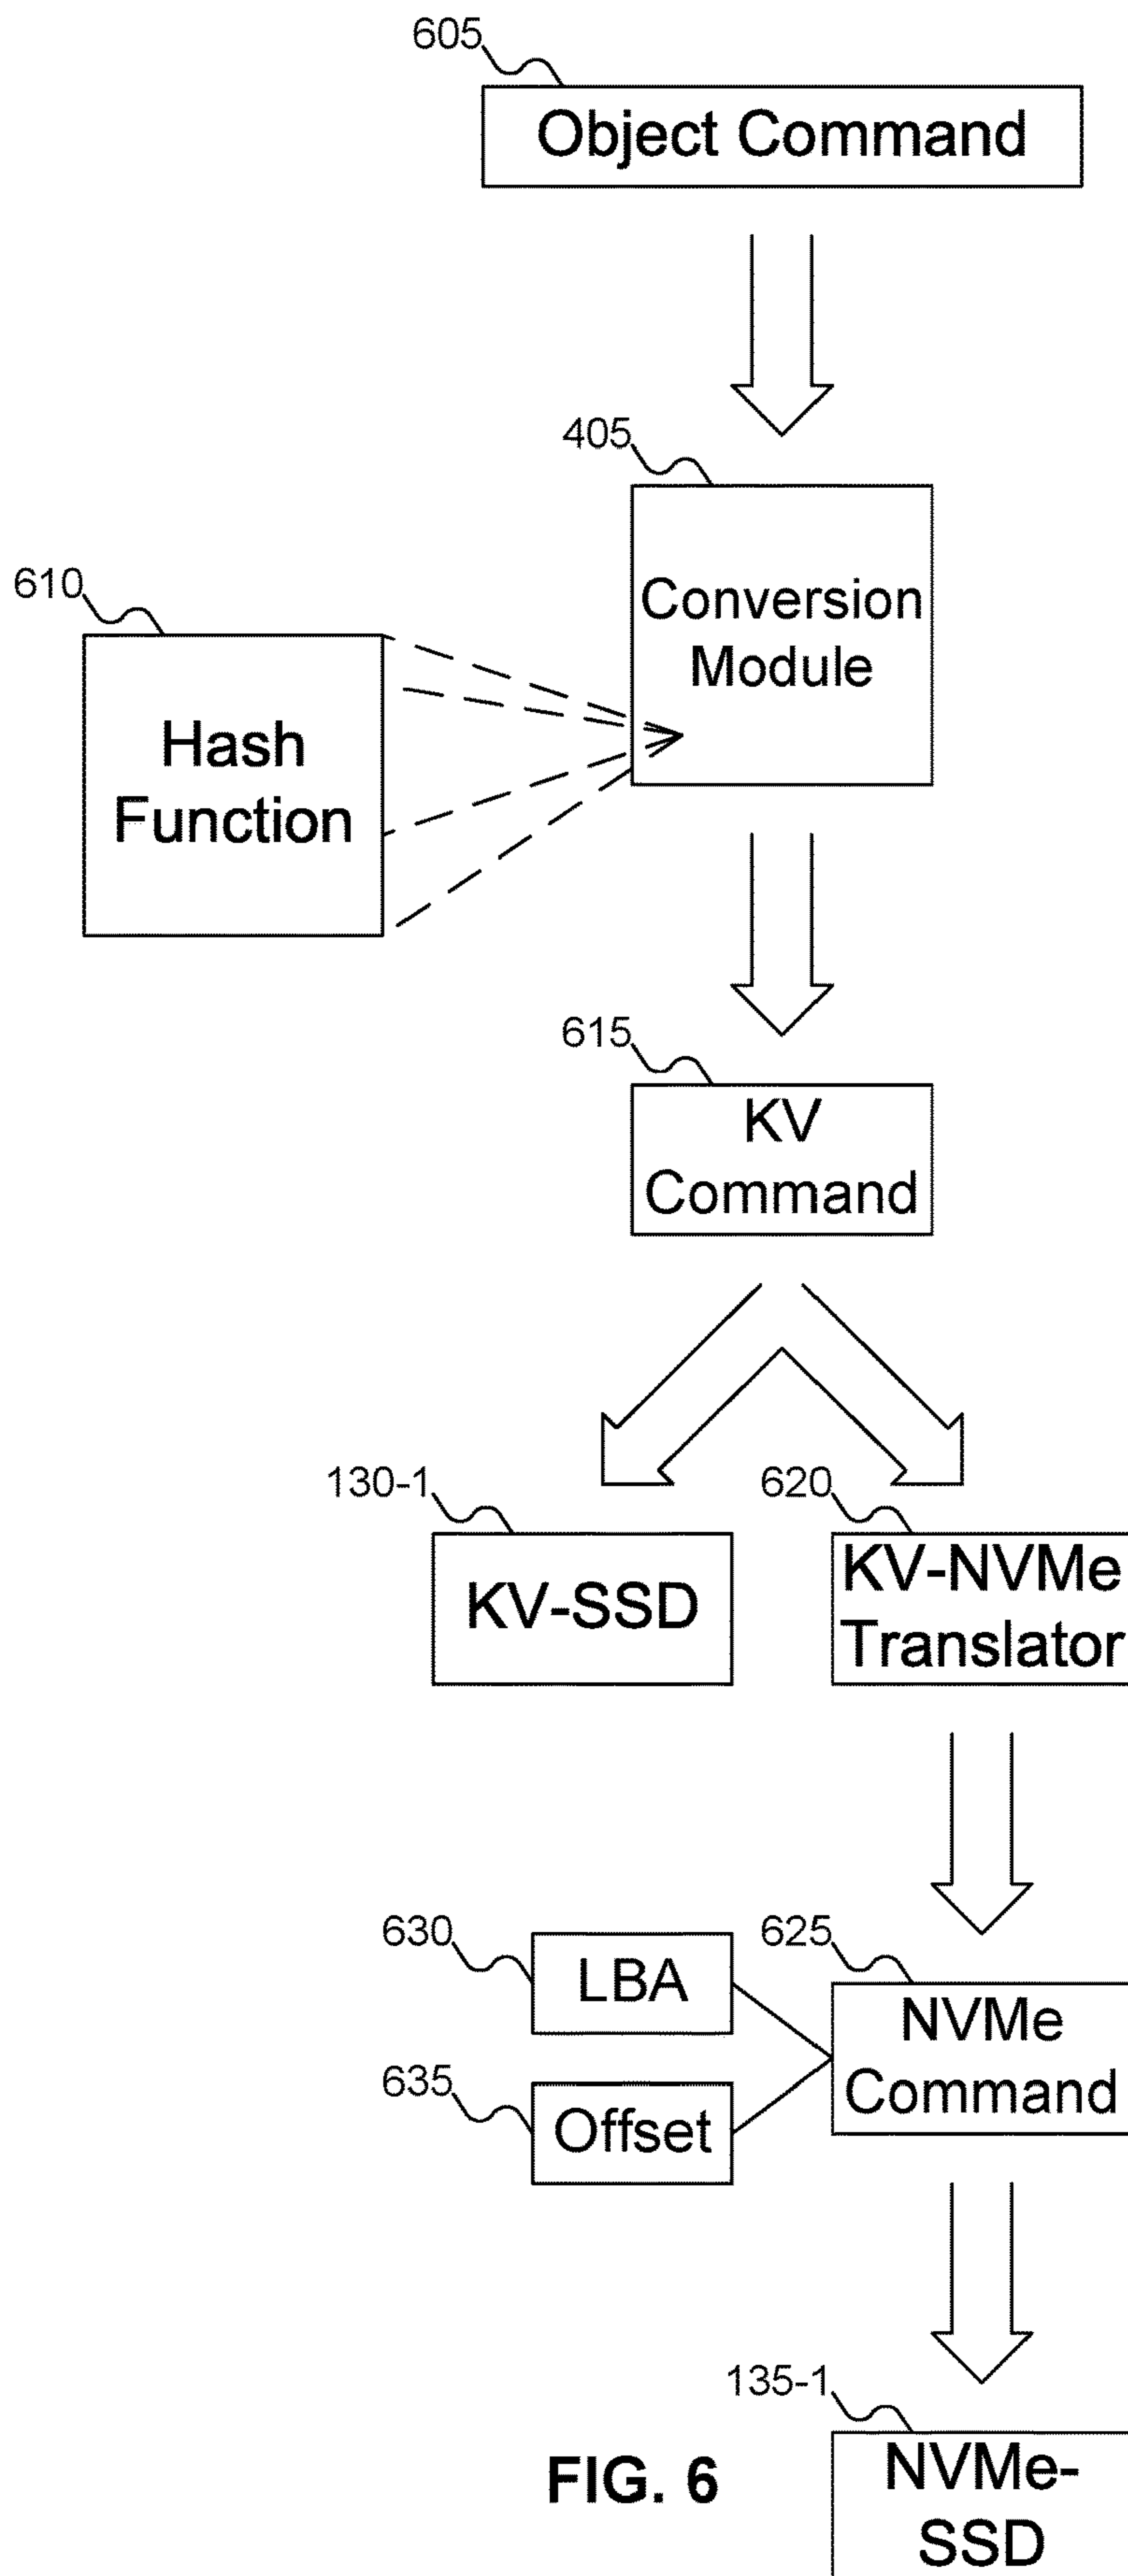 605
Object Command
405
Conversion
Module
610
Hash
Function
615
KV
Command
130-1
KV-SSD
620
KV-NVMe
Translator
630
LBA
625
NVMe
Command
635
Offset
135-1
NVMe-
SSD
FIG. 6